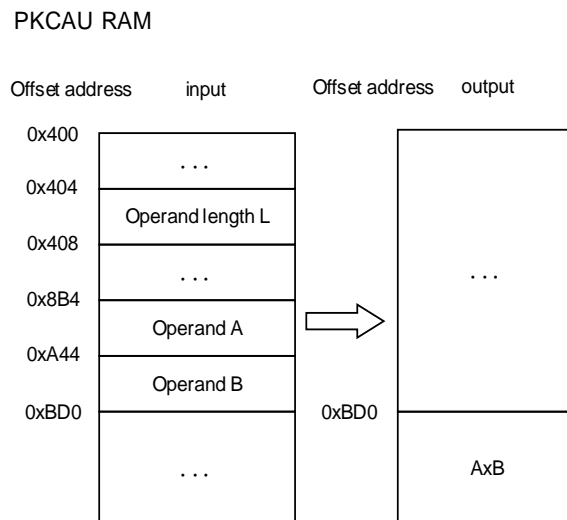 PKCAU RAM
Offset address input Offset address output
0x400
. . .
0x404
Operand length L
0x408
. . .
. . .
0x8B4
Operand A
0xA44
Operand B
0xBD0 0xBD0
. . .
AxB